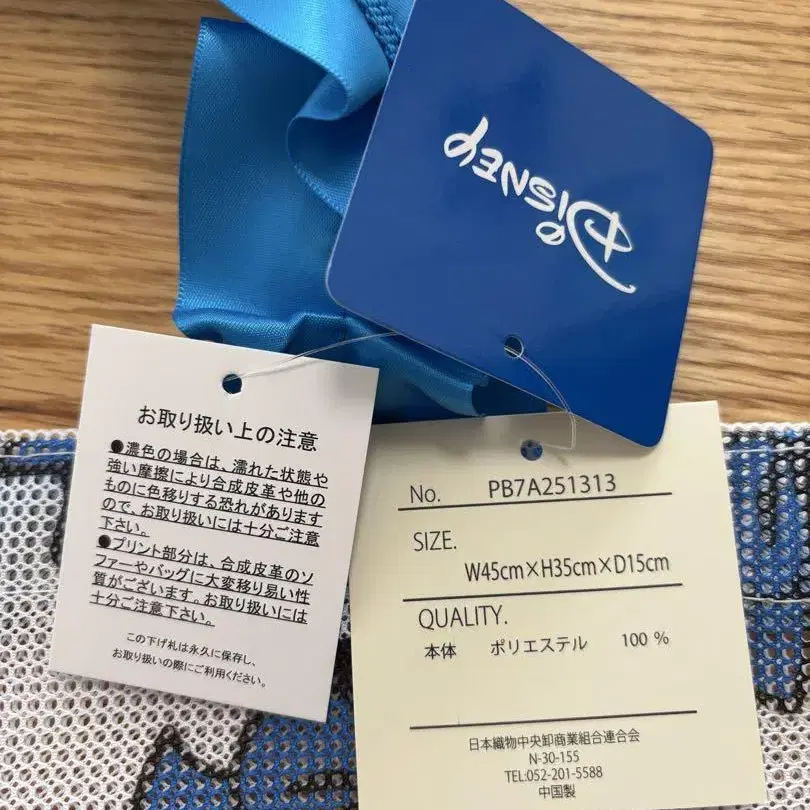 Disney
お取り扱い上の注意
●濃色の場合は、濡れた状態や
強い摩擦により合成皮革や他の
ものに色移りする恐れがあります
ので、お取り扱いには十分ご注意
下さい。
●プリント部分は、合成皮革のソ
ファーやバッグに大変移り易い性
質がございます。お取り扱いには
十分ご注意下さい。
この下げ札は永久に保存し、
お取り扱いの際にご利用ください。
No. PB7A251313
SIZE.
W45cm×H35cm×D15cm
QUALITY.
本体 ポリエステル 100 %
日本織物中央卸商業組合連合会
N-30-155
TEL:052-201-5588
中国製